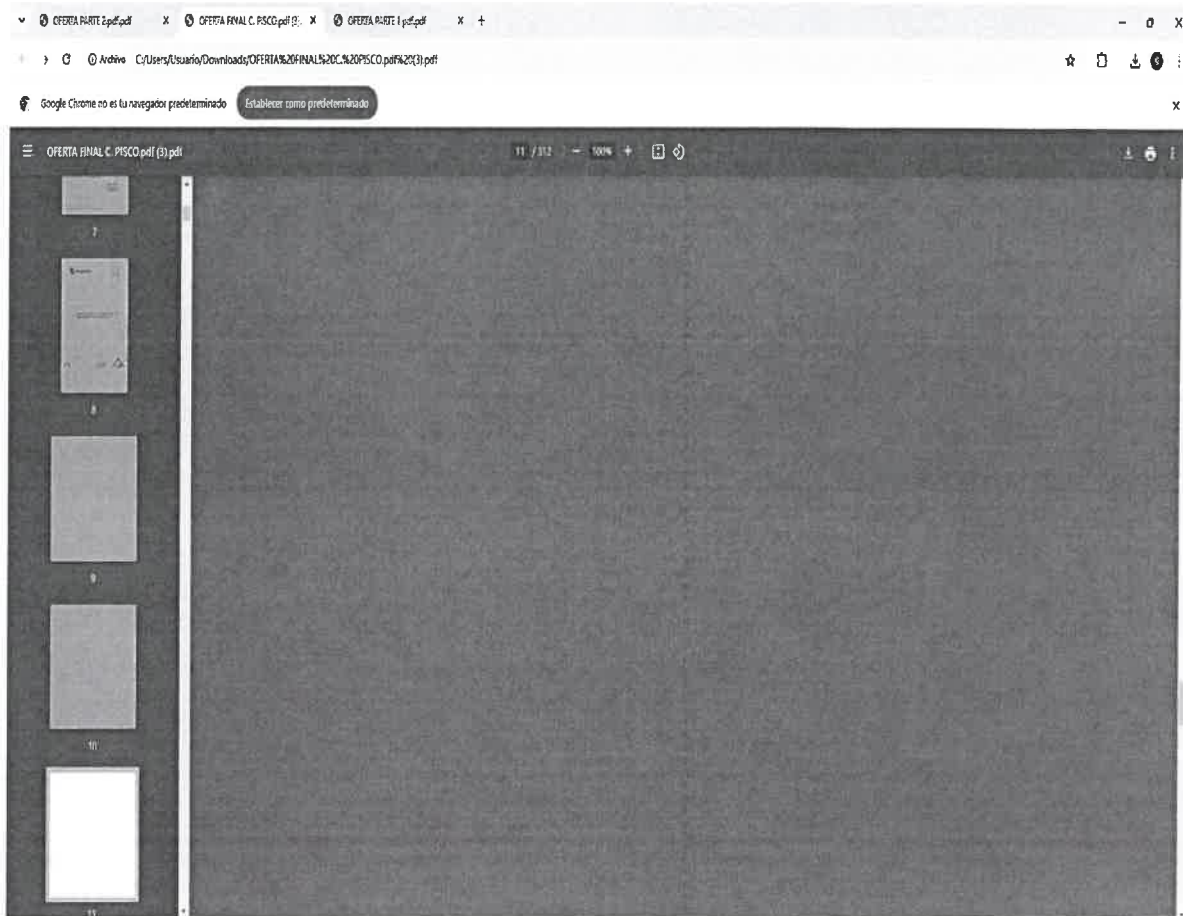 OFERTA PARTE 2.pdf.pdf x OFERTA FINAL C. PISCO.pdf (3). x OFERTA PARTE 1 pdf.pdf x +
Archivo C:/Users/Usuario/Downloads/OFERTA%20FINAL%20C.%20PISCO.pdf%20(3).pdf
Google Chrome no es tu navegador predeterminado Establecer como predeterminado x
OFERTA FINAL C. PISCO.pdf (3).pdf 11 / 312 − 100% +
7
8
9
10
11